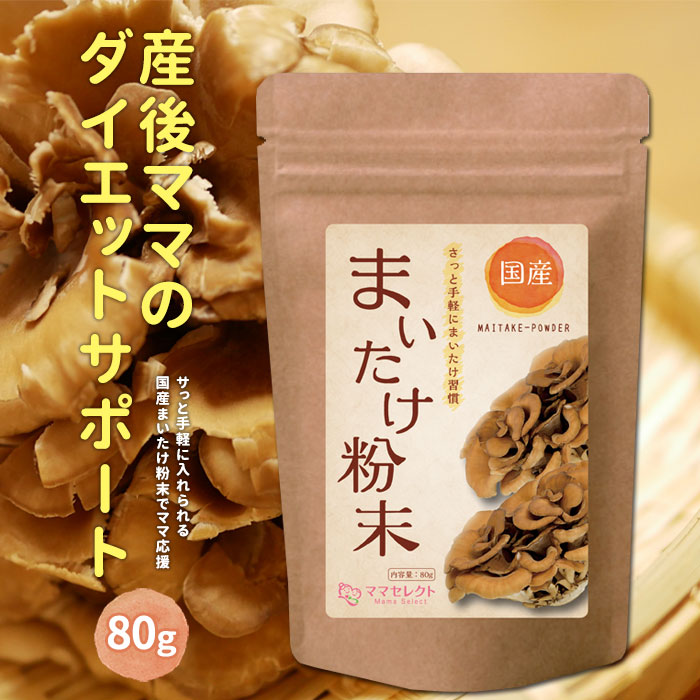 産後ママの
ダイエットサポート
サっと手軽に入れられる
国産まいたけ粉末でママ応援
80g
国産
MAITAKE-POWDER
さっと手軽にまいたけ習慣
まいたけ粉末
内容量:80g
ママセレクト
Mama Select